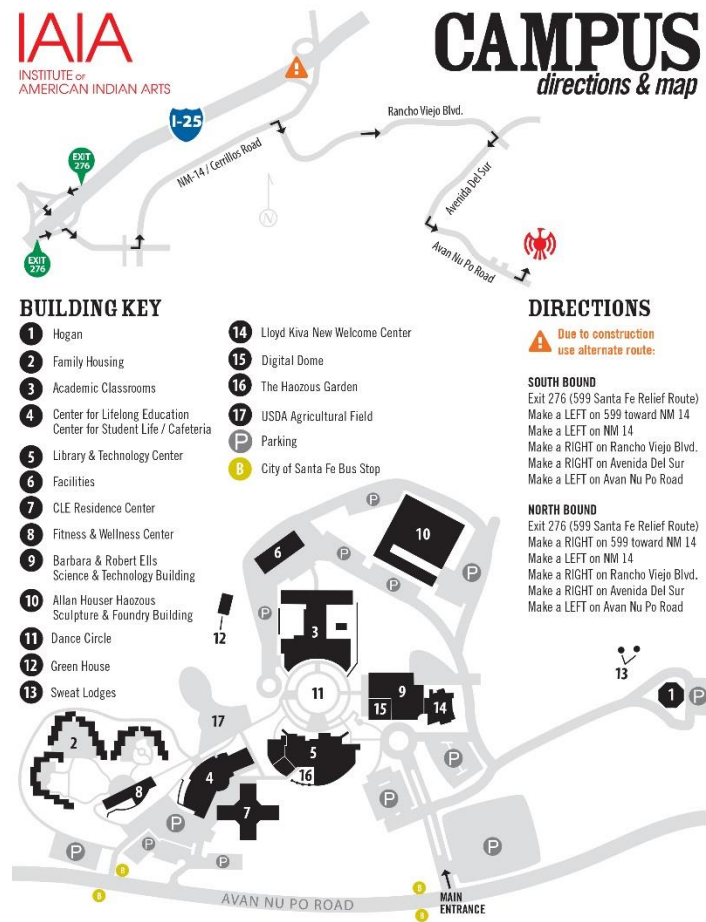 IAIA
INSTITUTE of
AMERICAN INDIAN ARTS
CAMPUS
directions & map
I-25
EXIT
276
EXIT
276
NM-14 / Cerrillos Road
Rancho Viejo Blvd.
Avenida Del Sur
Avan Nu Po Road
N
BUILDING KEY
1 Hogan
2 Family Housing
3 Academic Classrooms
4 Center for Lifelong Education
Center for Student Life / Cafeteria
5 Library & Technology Center
6 Facilities
7 CLE Residence Center
8 Fitness & Wellness Center
9 Barbara & Robert Ells
Science & Technology Building
10 Allan Houser Haozous
Sculpture & Foundry Building
11 Dance Circle
12 Green House
13 Sweat Lodges
14 Lloyd Kiva New Welcome Center
15 Digital Dome
16 The Haozous Garden
17 USDA Agricultural Field
P Parking
B City of Santa Fe Bus Stop
DIRECTIONS
! Due to construction
use alternate route:
SOUTH BOUND
Exit 276 (599 Santa Fe Relief Route)
Make a LEFT on 599 toward NM 14
Make a LEFT on NM 14
Make a RIGHT on Rancho Viejo Blvd.
Make a RIGHT on Avenida Del Sur
Make a LEFT on Avan Nu Po Road
NORTH BOUND
Exit 276 (599 Santa Fe Relief Route)
Make a RIGHT on 599 toward NM 14
Make a LEFT on NM 14
Make a RIGHT on Rancho Viejo Blvd.
Make a RIGHT on Avenida Del Sur
Make a LEFT on Avan Nu Po Road
P
10
6
P
P
P
P
12
3
P
13
1
P
11
9
15
14
17
2
5
16
4
P
8
7
P
P
P
P
P
P
B
B
AVAN NU PO ROAD
B
B
MAIN
ENTRANCE